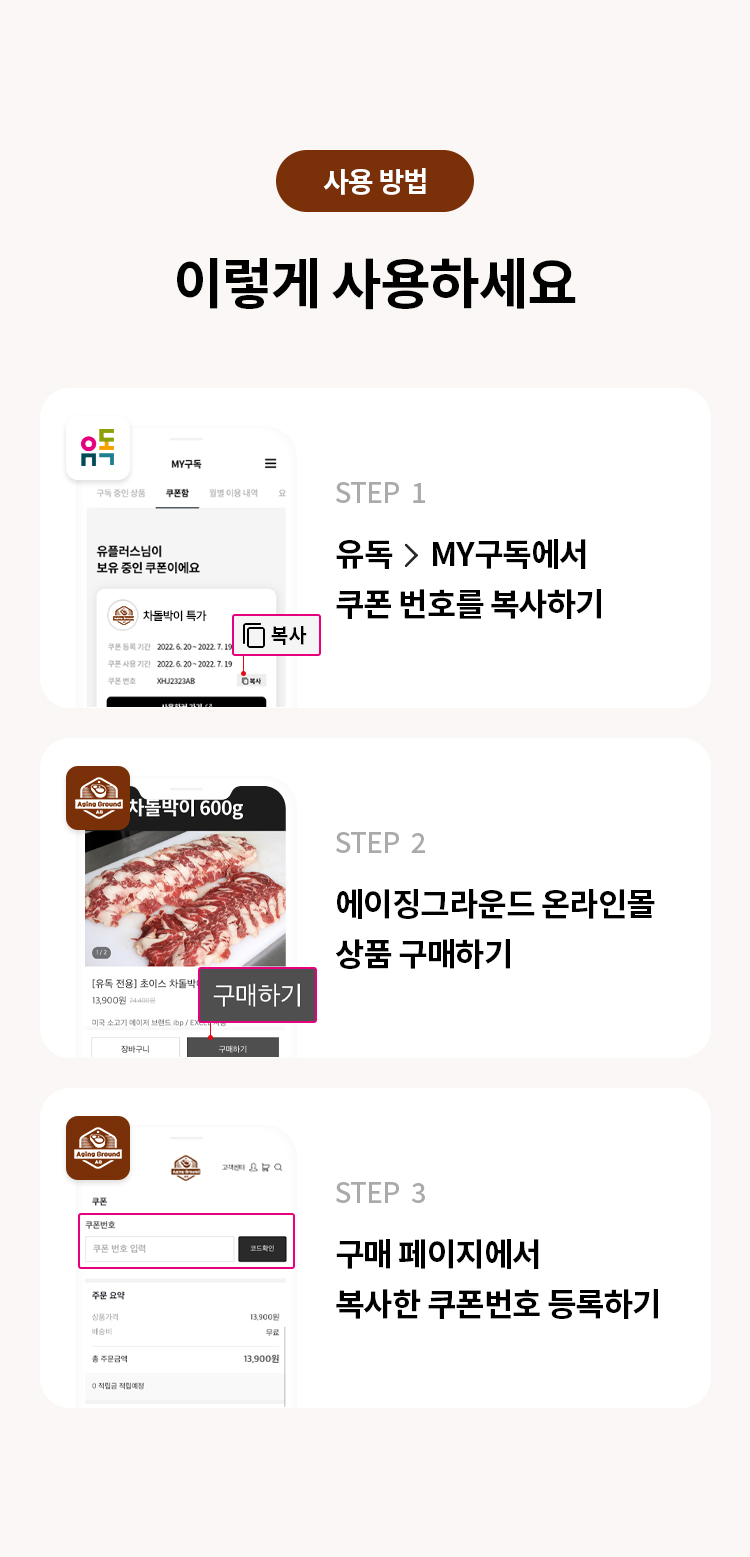 사용 방법
이렇게 사용하세요
유독
MY구독
구독 중인 상품 쿠폰함 월별 이용 내역 요
유플러스님이
보유 중인 쿠폰이에요
차돌박이 특가
쿠폰 등록 기간 2022. 6. 20 ~ 2022. 7. 19
쿠폰 사용 기간 2022. 6. 20 ~ 2022. 7. 19
쿠폰 번호 XHJ2323AB 복사
복사
STEP 1
유독 > MY구독에서
쿠폰 번호를 복사하기
Aging Ground
AG
차돌박이 600g
1 / 2
[유독 전용] 초이스 차돌박
13,900원 24,400원
미국 소고기 메이저 브랜드 ibp /
장바구니 구매하기
구매하기
STEP 2
에이징그라운드 온라인몰
상품 구매하기
Aging Ground
AG
Aging Ground
고객센터
쿠폰
쿠폰번호
쿠폰 번호 입력 코드확인
주문 요약
상품가격 13,900원
배송비 무료
총 주문금액 13,900원
0 적립금 적립예정
STEP 3
구매 페이지에서
복사한 쿠폰번호 등록하기